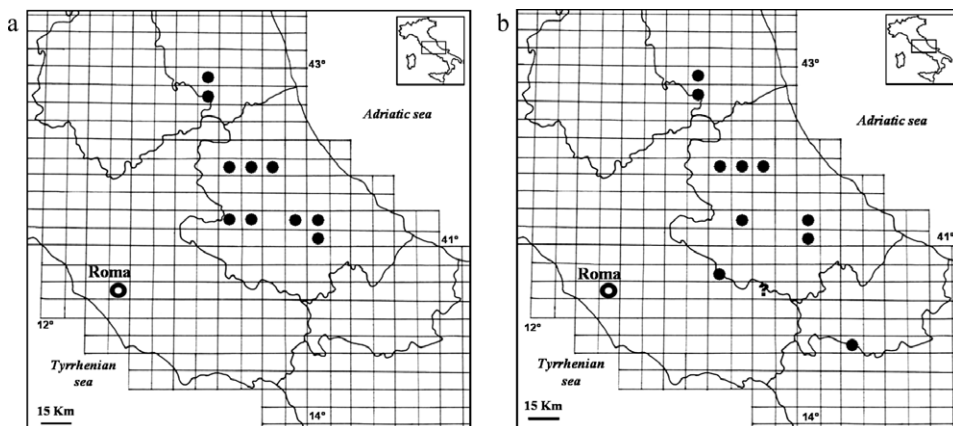 a
43°
Adriatic sea
41°
Roma
12°
Tyrrhenian
sea
15 Km
14°
b
43°
Adriatic sea
41°
Roma
?
12°
Tyrrhenian
sea
15 Km
14°